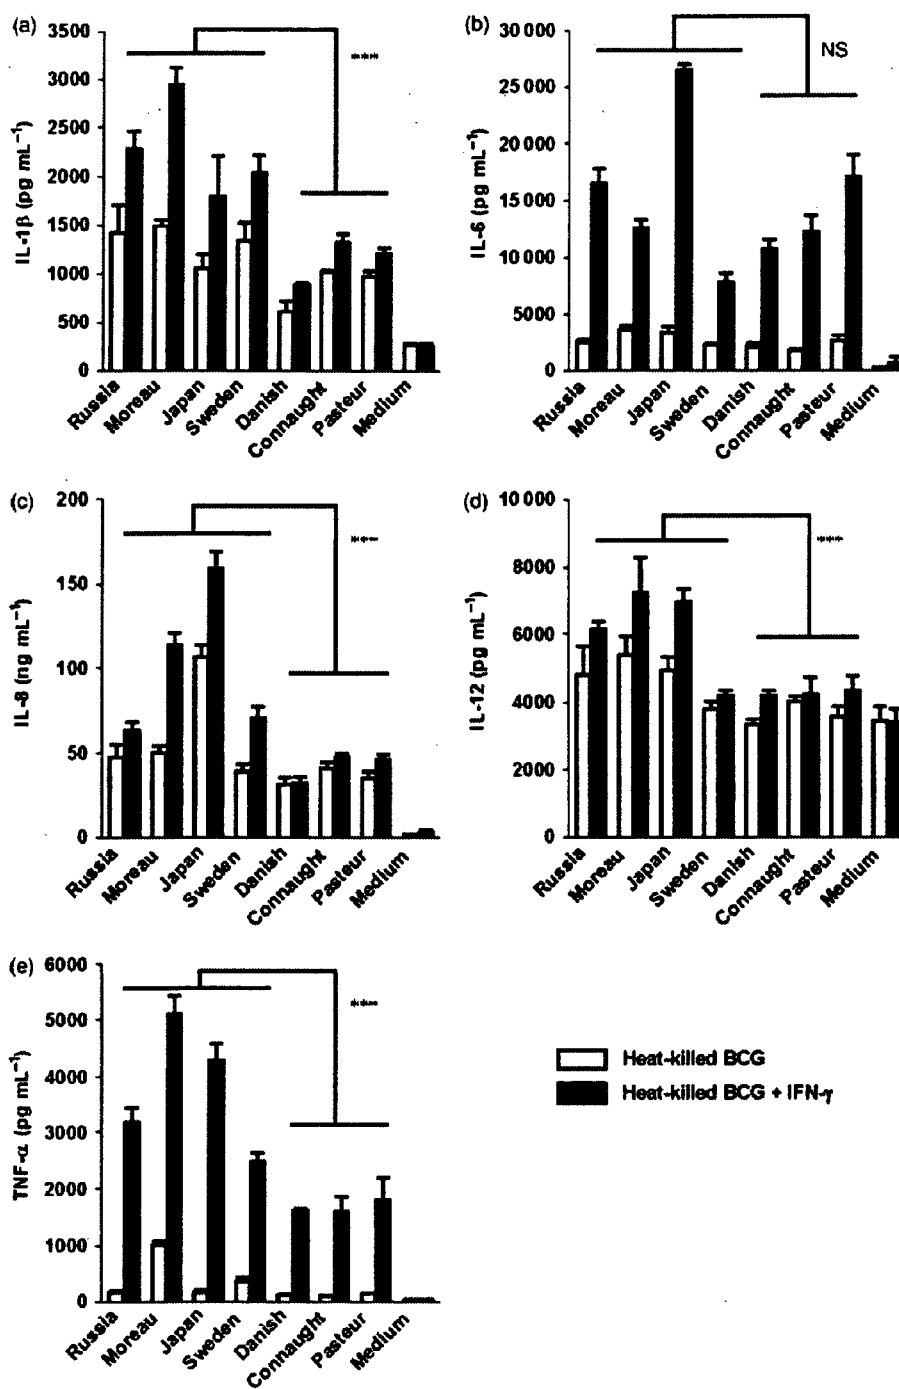 (a)
3500
3000
2500
2000
1500
1000
500
0
IL-1β (pg mL⁻¹)
***
Russia
Moreau
Japan
Sweden
Danish
Connaught
Pasteur
Medium
(b)
30 000
25 000
20 000
15 000
10 000
5000
0
IL-6 (pg mL⁻¹)
NS
Russia
Moreau
Japan
Sweden
Danish
Connaught
Pasteur
Medium
(c)
200
150
100
50
0
IL-8 (ng mL⁻¹)
***
Russia
Moreau
Japan
Sweden
Danish
Connaught
Pasteur
Medium
(d)
10 000
8000
6000
4000
2000
0
IL-12 (pg mL⁻¹)
***
Russia
Moreau
Japan
Sweden
Danish
Connaught
Pasteur
Medium
(e)
6000
5000
4000
3000
2000
1000
0
TNF-α (pg mL⁻¹)
***
Russia
Moreau
Japan
Sweden
Danish
Connaught
Pasteur
Medium
Heat-killed BCG
Heat-killed BCG + IFN-γ